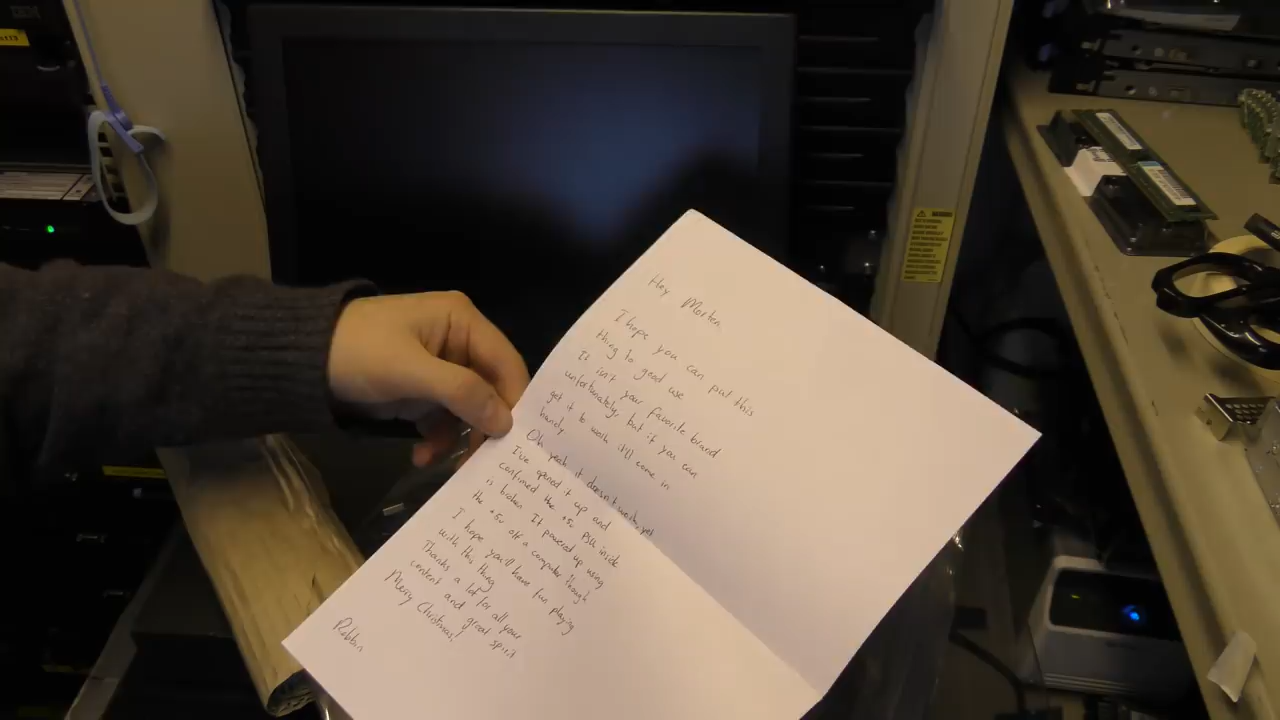 IBM
Hey Morten
I hope you can put this
thing to good use
It isn't your favorite brand
unfortunately, but if you can
get it to work it'll come in
handy
Oh yeah it doesn't work, yet
I've opened it up and
confirmed the +5v PSU inside
is broken. It powered up using
the +5v off a computer though
I hope you'll have fun playing
with this thing
Thanks a lot for all your
content and great spirit
Merry Christmas!
Robbin